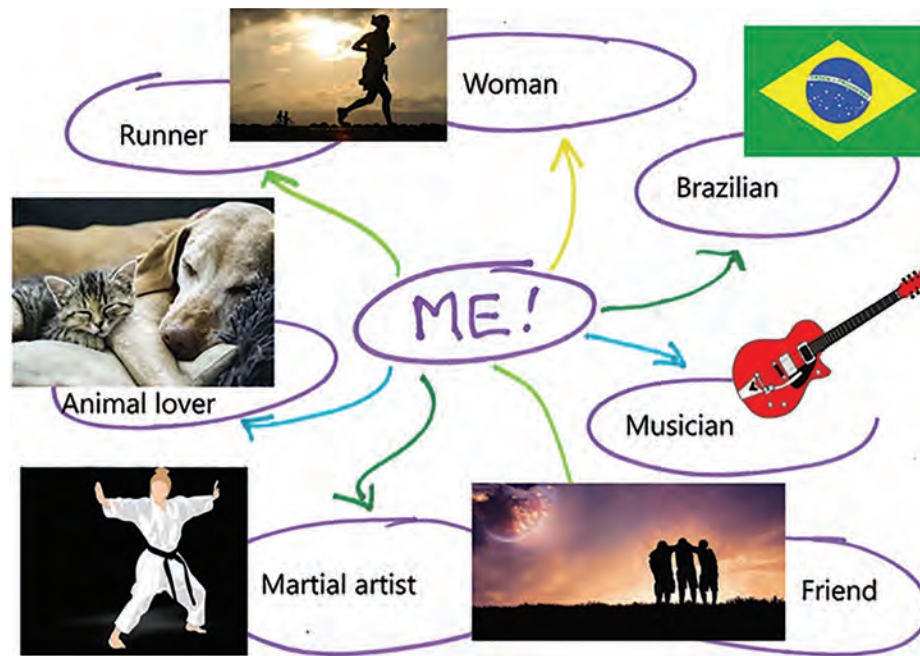 Woman
Runner
Brazilian
ME!
Animal lover
Musician
Martial artist
Friend